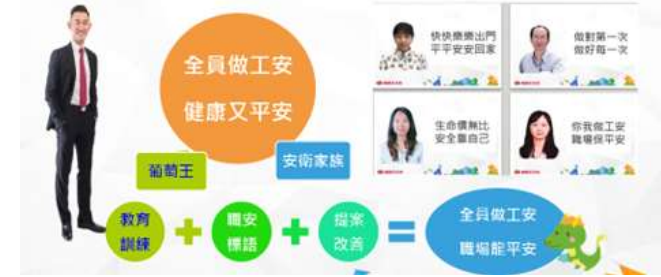 全員做工安
健康又平安
葡萄王
安衛家族
快快樂樂出門
平平安安回家
做對第一次
做好每一次
生命價無比
安全靠自己
你我做工安
職場保平安
教育
訓練
+
職安
標語
+
提案
改善
=
全員做工安
職場龍平安